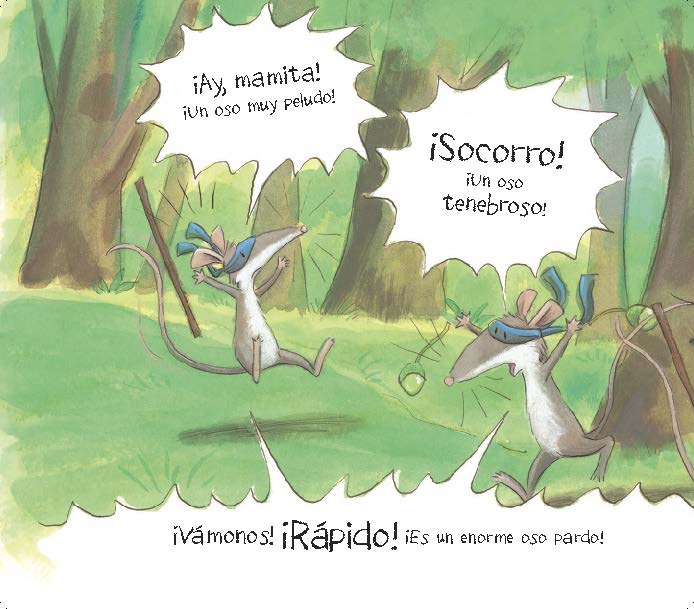 ¡Ay, mamita!
¡Un oso muy peludo!
¡Socorro!
¡Un oso
tenebroso!
¡Vámonos! ¡Rápido! ¡Es un enorme oso pardo!